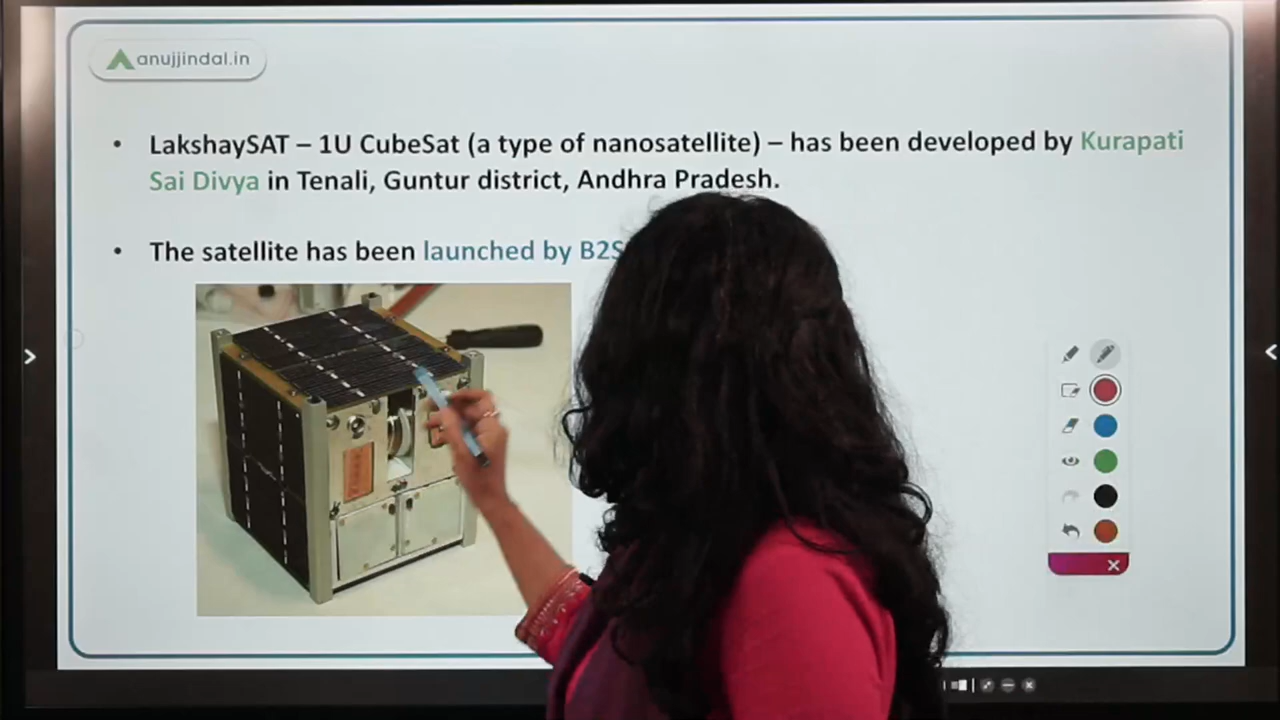 anujjindal.in
• LakshaySAT – 1U CubeSat (a type of nanosatellite) – has been developed by Kurapati
Sai Divya in Tenali, Guntur district, Andhra Pradesh.
• The satellite has been launched by